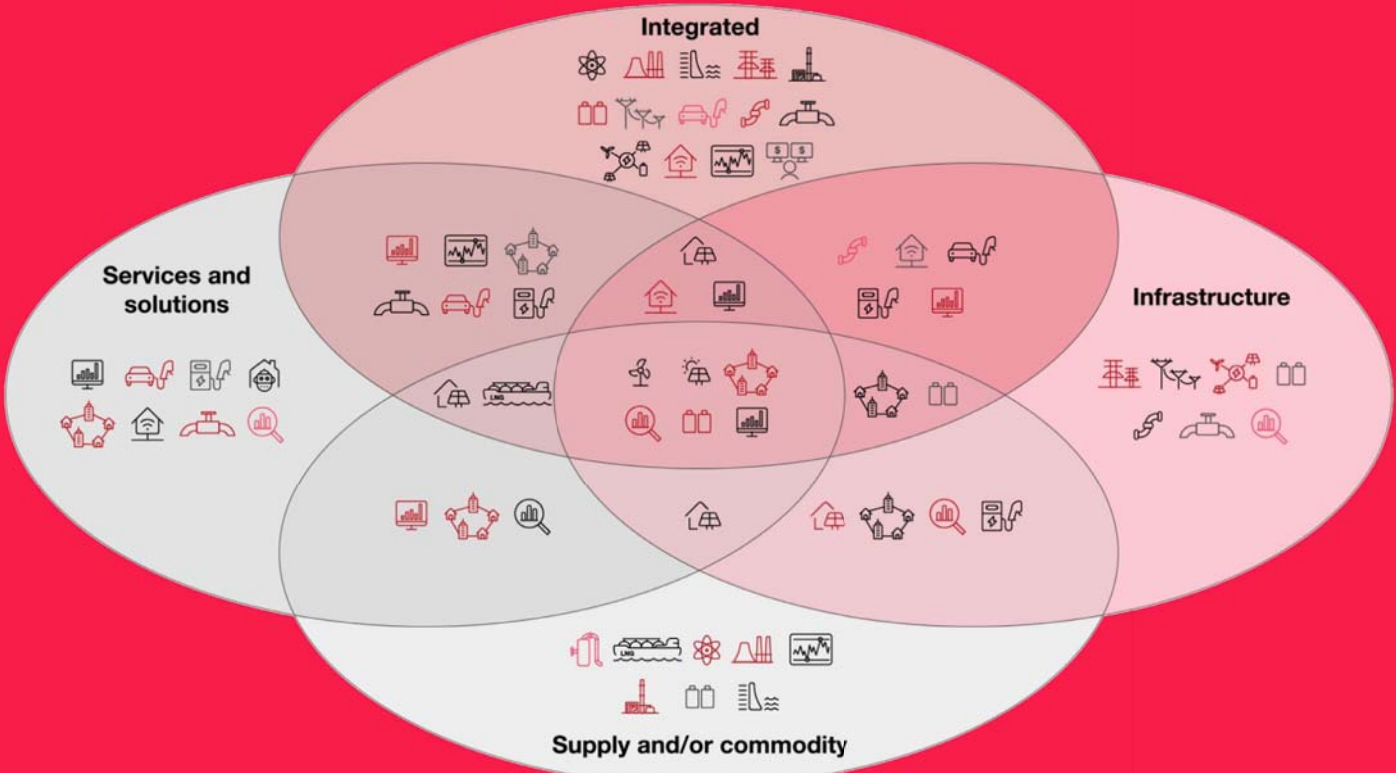 Integrated
$ $
Services and
solutions
Infrastructure
LNG
LNG
Supply and/or commodity